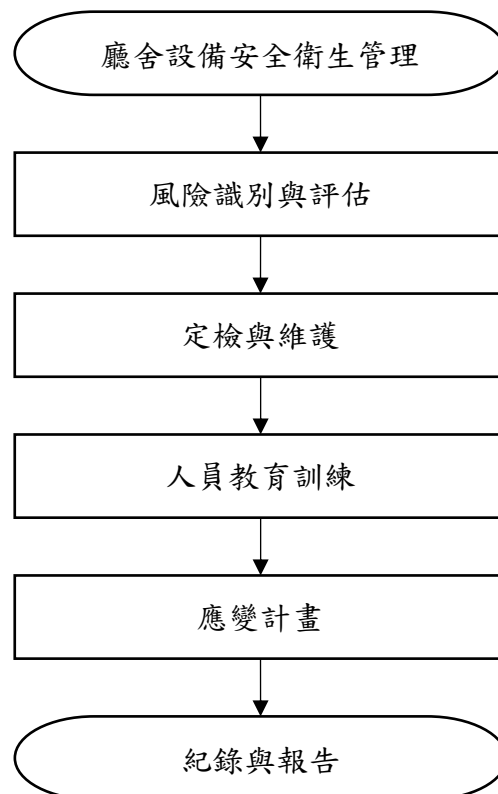 廳舍設備安全衛生管理
風險識別與評估
定檢與維護
人員教育訓練
應變計畫
紀錄與報告